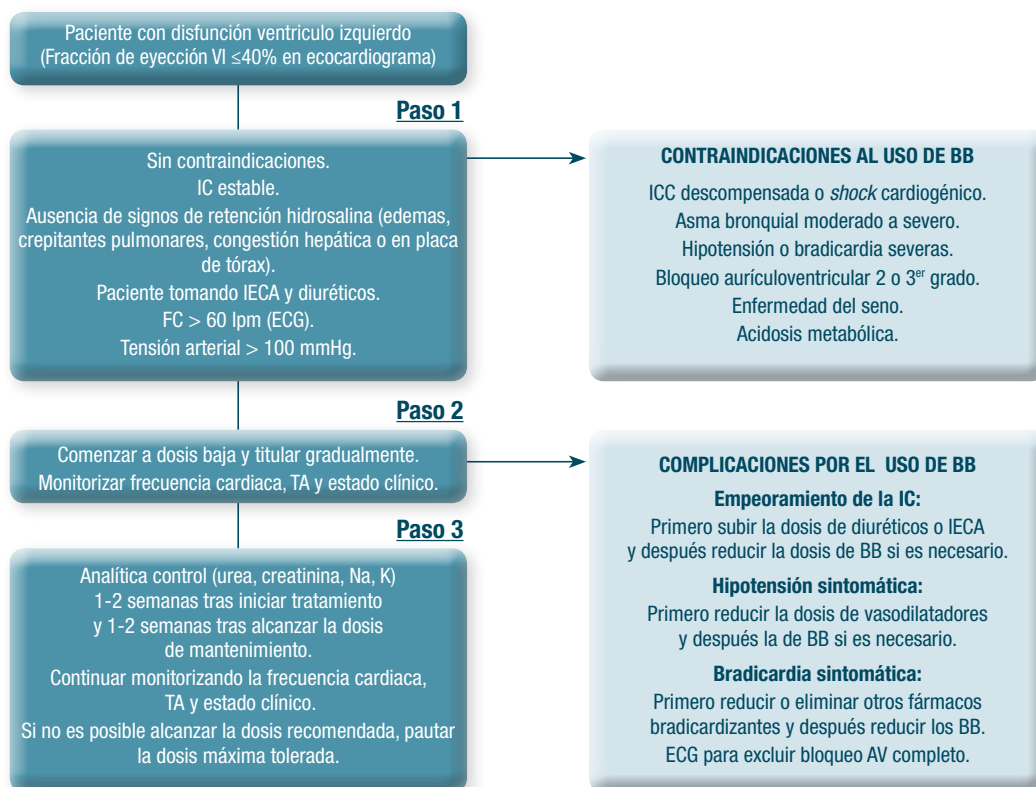 Paciente con disfunción ventriculo izquierdo
(Fracción de eyección VI ≤40% en ecocardiograma)
Paso 1
Sin contraindicaciones.
IC estable.
Ausencia de signos de retención hidrosalina (edemas,
crepitantes pulmonares, congestión hepática o en placa
de tórax).
Paciente tomando IECA y diuréticos.
FC > 60 lpm (ECG).
Tensión arterial > 100 mmHg.
CONTRAINDICACIONES AL USO DE BB
ICC descompensada o shock cardiogénico.
Asma bronquial moderado a severo.
Hipotensión o bradicardia severas.
Bloqueo aurículoventricular 2 o 3er grado.
Enfermedad del seno.
Acidosis metabólica.
Paso 2
Comenzar a dosis baja y titular gradualmente.
Monitorizar frecuencia cardiaca, TA y estado clínico.
COMPLICACIONES POR EL USO DE BB
Empeoramiento de la IC:
Primero subir la dosis de diuréticos o IECA
y después reducir la dosis de BB si es necesario.
Hipotensión sintomática:
Primero reducir la dosis de vasodilatadores
y después la de BB si es necesario.
Bradicardia sintomática:
Primero reducir o eliminar otros fármacos
bradicardizantes y después reducir los BB.
ECG para excluir bloqueo AV completo.
Paso 3
Analítica control (urea, creatinina, Na, K)
1-2 semanas tras iniciar tratamiento
y 1-2 semanas tras alcanzar la dosis
de mantenimiento.
Continuar monitorizando la frecuencia cardiaca,
TA y estado clínico.
Si no es posible alcanzar la dosis recomendada, pautar
la dosis máxima tolerada.